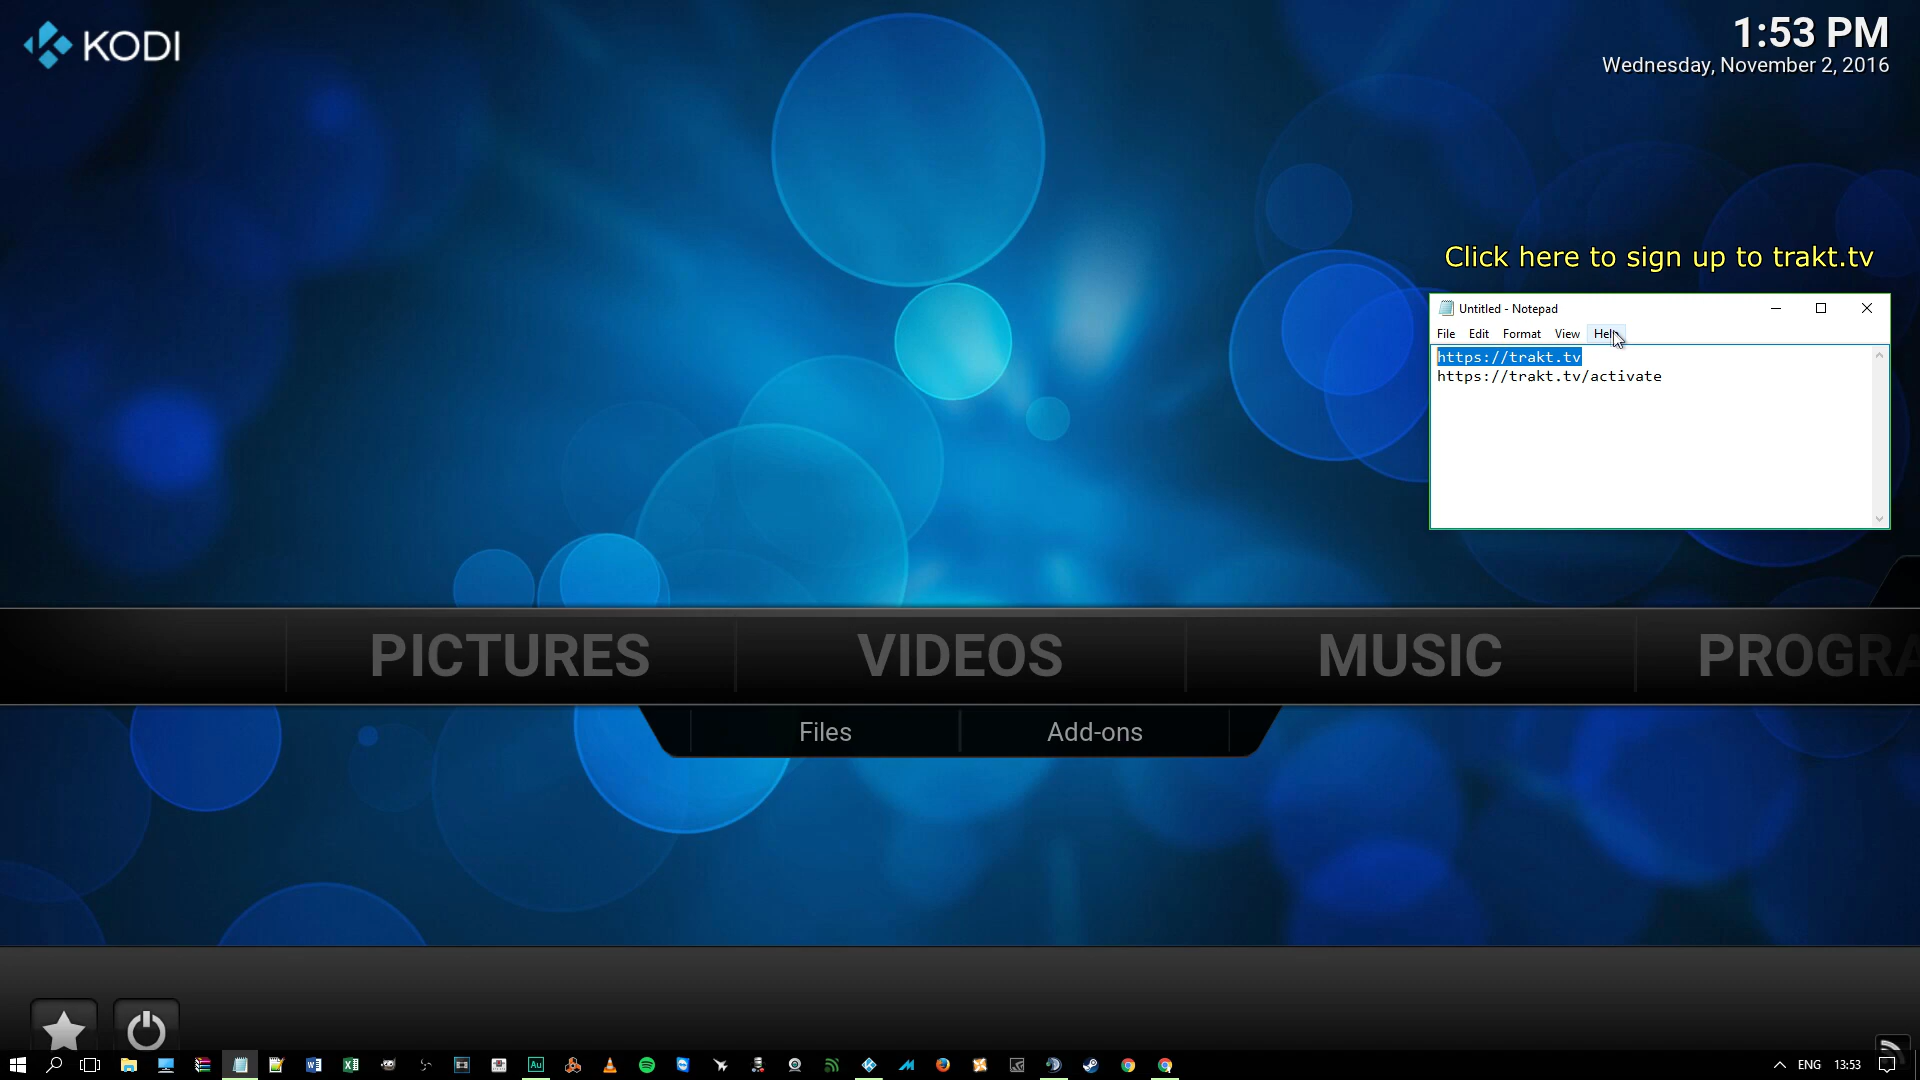 KODI
1:53 PM
Wednesday, November 2, 2016
Click here to sign up to trakt.tv
Untitled - Notepad
File Edit Format View Help
https://trakt.tv
https://trakt.tv/activate
PICTURES VIDEOS MUSIC PROGRA
Files Add-ons
Au
ENG 13:53